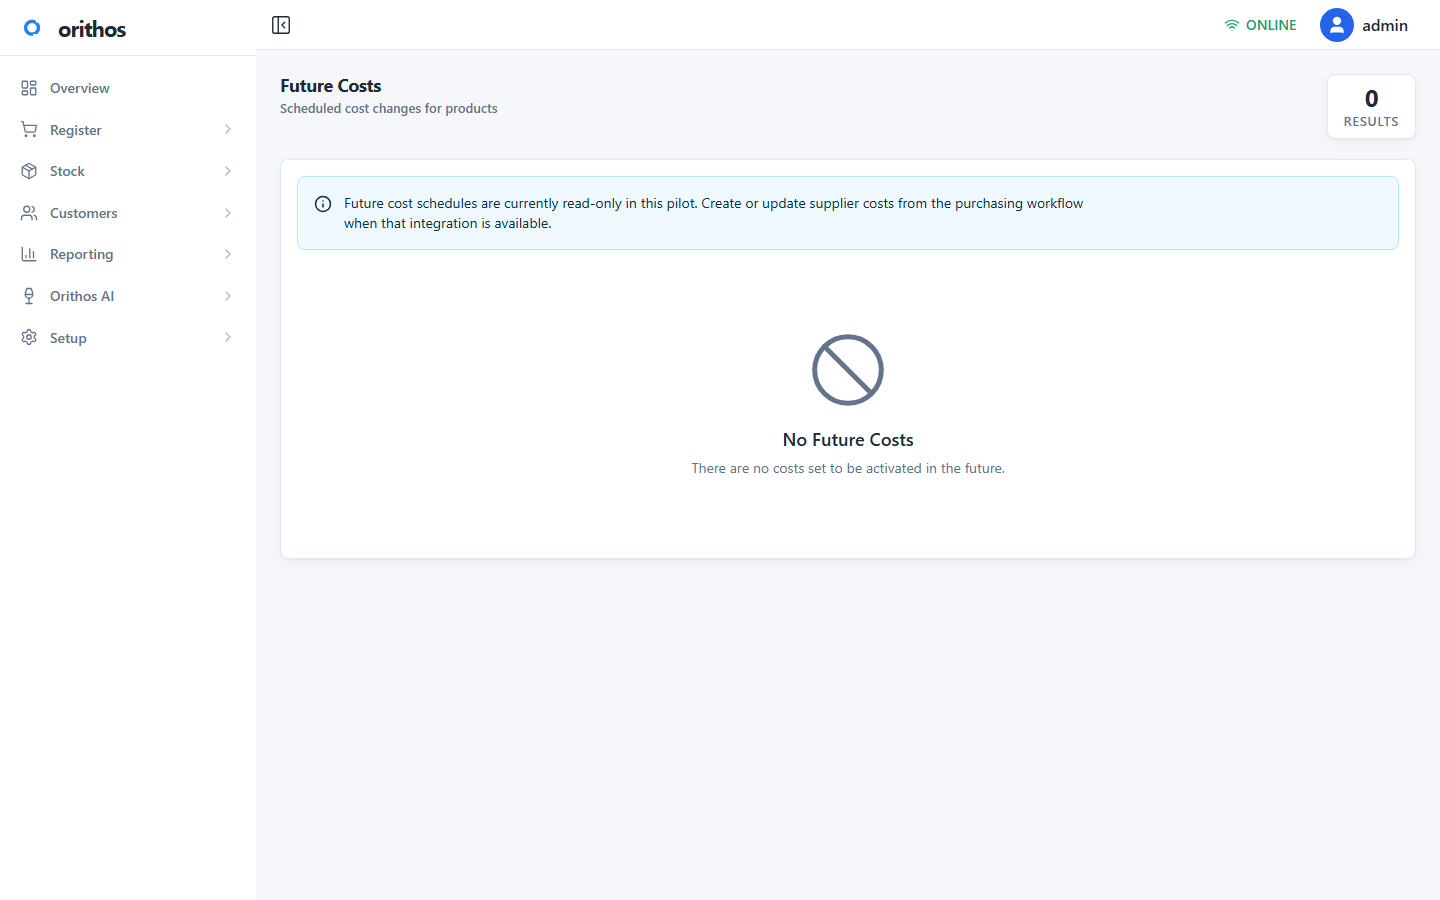 orithos
ONLINE
admin
Overview
Register
Stock
Customers
Reporting
Orithos AI
Setup
Future Costs
Scheduled cost changes for products
0
RESULTS
Future cost schedules are currently read-only in this pilot. Create or update supplier costs from the purchasing workflow
when that integration is available.
No Future Costs
There are no costs set to be activated in the future.